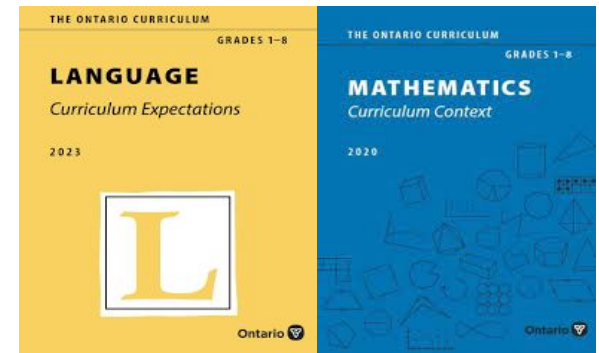 THE ONTARIO CURRICULUM
GRADES 1–8
LANGUAGE
Curriculum Expectations
2023
L
Ontario
THE ONTARIO CURRICULUM
GRADES 1–8
MATHEMATICS
Curriculum Context
2020
Ontario